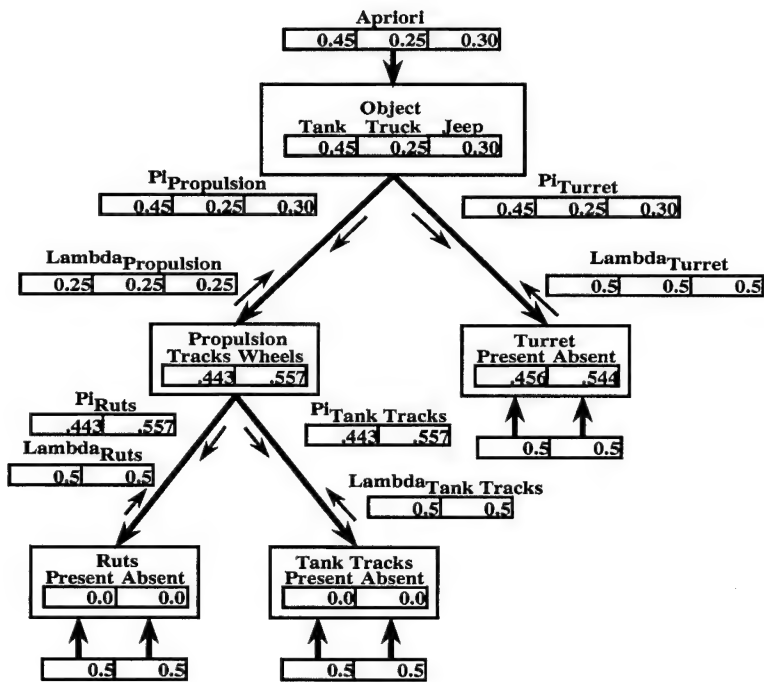 Apriori
0.45 0.25 0.30
Object
Tank Truck Jeep
0.45 0.25 0.30
PiPropulsion
0.45 0.25 0.30
PiTurret
0.45 0.25 0.30
LambdaPropulsion
0.25 0.25 0.25
LambdaTurret
0.5 0.5 0.5
Propulsion
Tracks Wheels
.443 .557
Turret
Present Absent
.456 .544
PiRuts
.443 .557
PiTank Tracks
.443 .557
0.5 0.5
LambdaRuts
0.5 0.5
LambdaTank Tracks
0.5 0.5
Ruts
Present Absent
0.0 0.0
Tank Tracks
Present Absent
0.0 0.0
0.5 0.5
0.5 0.5